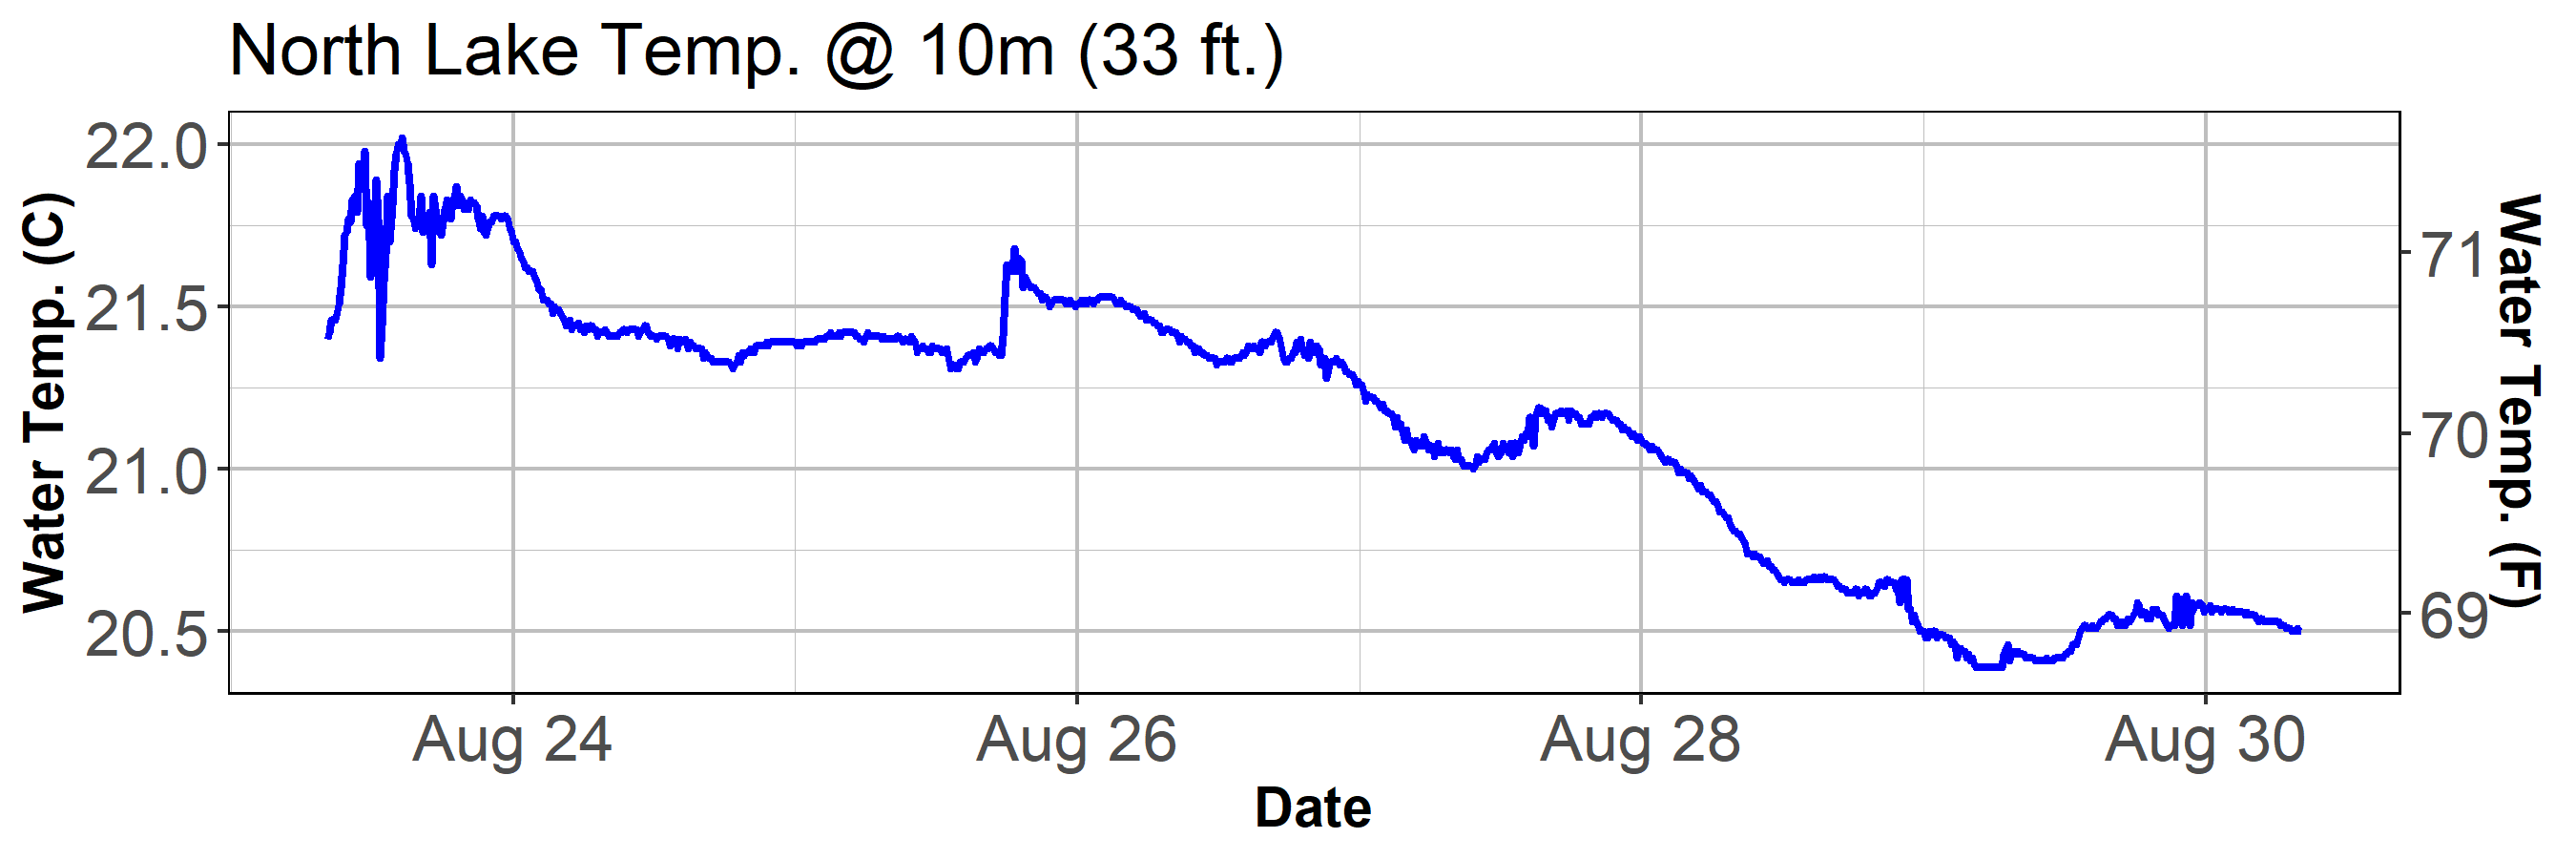 North Lake Temp. @ 10m (33 ft.)
Water Temp. (C)
22.0
21.5
21.0
20.5
71
70
69
Water Temp. (F)
Aug 24
Aug 26
Aug 28
Aug 30
Date